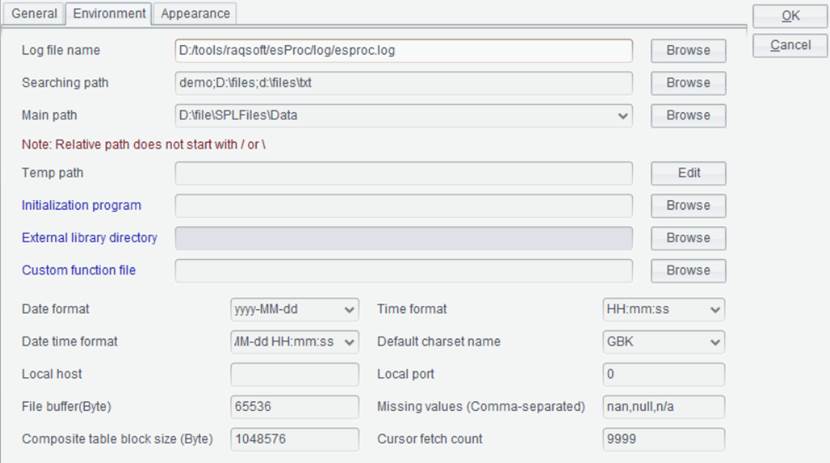 General Environment Appearance OK
Cancel
Log file name D:/tools/raqsoft/esProc/log/esproc.log Browse
Searching path demo;D:\files;d:\files\txt Browse
Main path D:\file\SPLFiles\Data Browse
Note: Relative path does not start with / or \
Temp path Edit
Initialization program Browse
External library directory Browse
Custom function file Browse
Date format yyyy-MM-dd Time format HH:mm:ss
Date time format MM-dd HH:mm:ss Default charset name GBK
Local host Local port 0
File buffer(Byte) 65536 Missing values (Comma-separated) nan,null,n/a
Composite table block size (Byte) 1048576 Cursor fetch count 9999